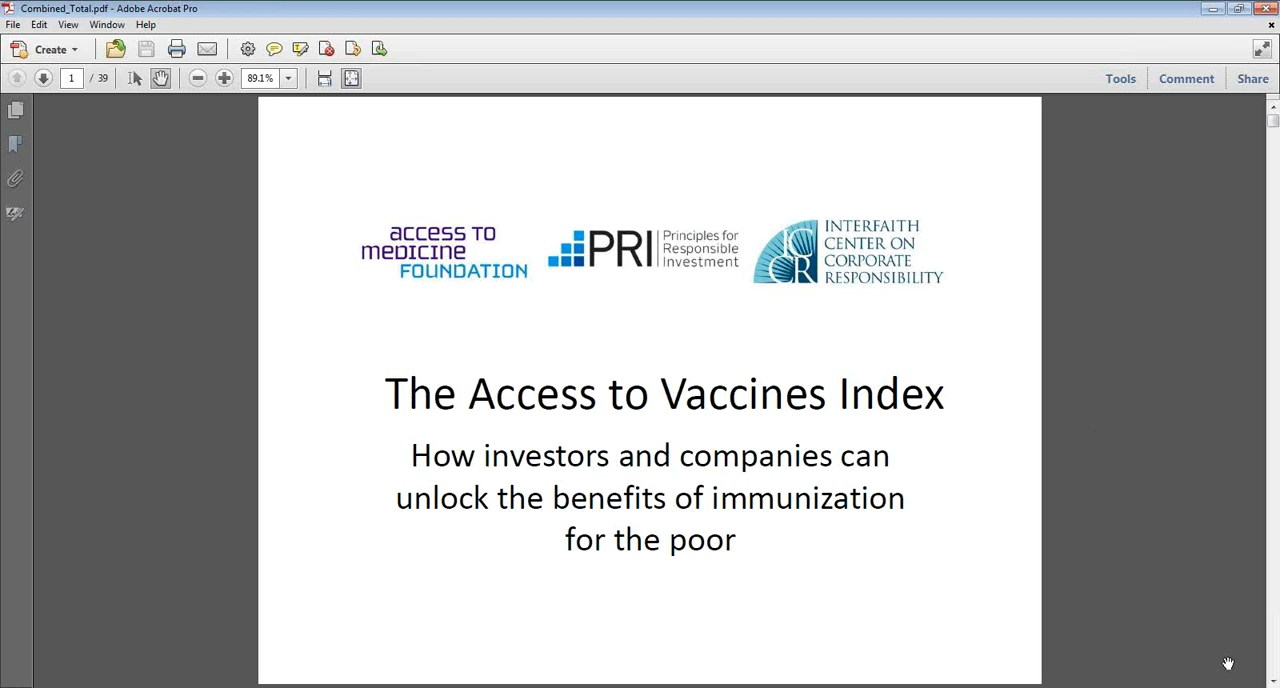 Combined_Total.pdf - Adobe Acrobat Pro
File Edit View Window Help
Create
1 / 39 89.1% Tools Comment Share
access to
medicine
FOUNDATION
PRI Principles for
Responsible
Investment
ICCR
INTERFAITH
CENTER ON
CORPORATE
RESPONSIBILITY
The Access to Vaccines Index
How investors and companies can
unlock the benefits of immunization
for the poor